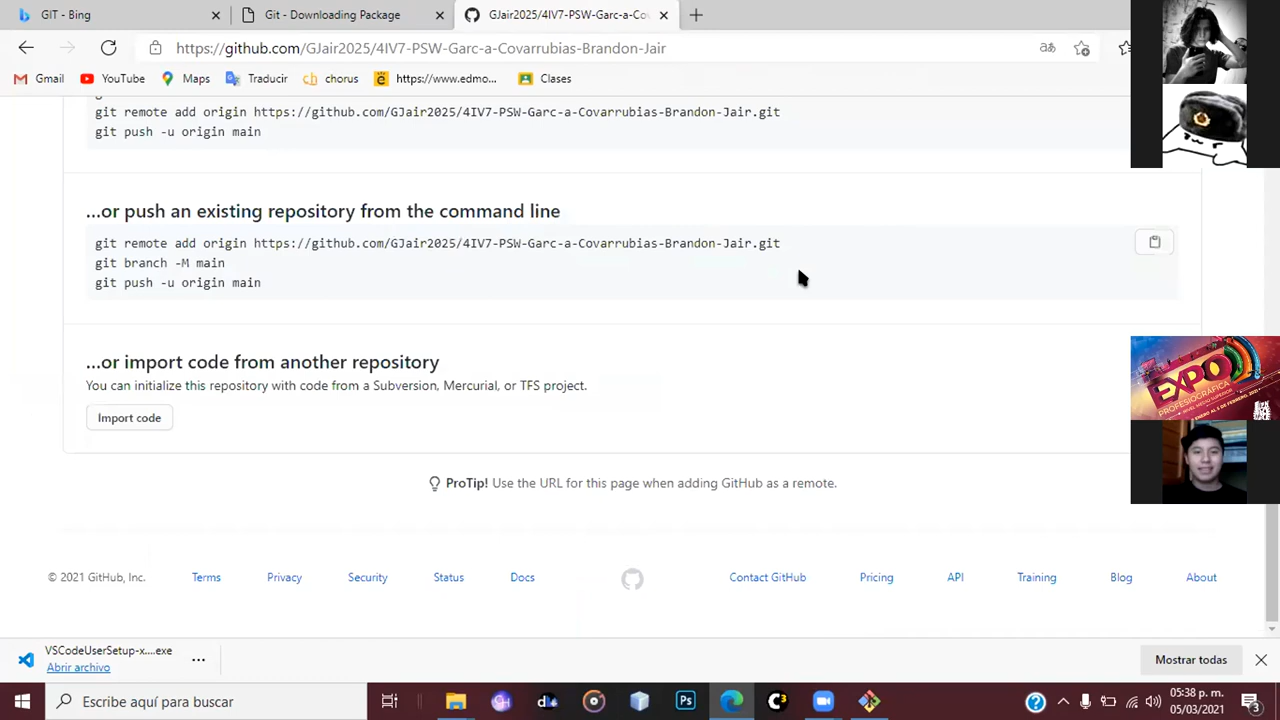 GIT - Bing
Git - Downloading Package
GJair2025/4IV7-PSW-Garc-a-Co
https://github.com/GJair2025/4IV7-PSW-Garc-a-Covarrubias-Brandon-Jair
Gmail
YouTube
Maps
Traducir
chorus
https://www.edmo...
Clases
git remote add origin https://github.com/GJair2025/4IV7-PSW-Garc-a-Covarrubias-Brandon-Jair.git
git push -u origin main
...or push an existing repository from the command line
git remote add origin https://github.com/GJair2025/4IV7-PSW-Garc-a-Covarrubias-Brandon-Jair.git
git branch -M main
git push -u origin main
EXPO
PROFESIOGRÁFICA
...or import code from another repository
You can initialize this repository with code from a Subversion, Mercurial, or TFS project.
Import code
ProTip! Use the URL for this page when adding GitHub as a remote.
© 2021 GitHub, Inc.
Terms
Privacy
Security
Status
Docs
Contact GitHub
Pricing
API
Training
Blog
About
VSCodeUserSetup-x....exe
Abrir archivo
Mostrar todas
Escribe aquí para buscar
Ps
05:38 p. m.
05/03/2021
3